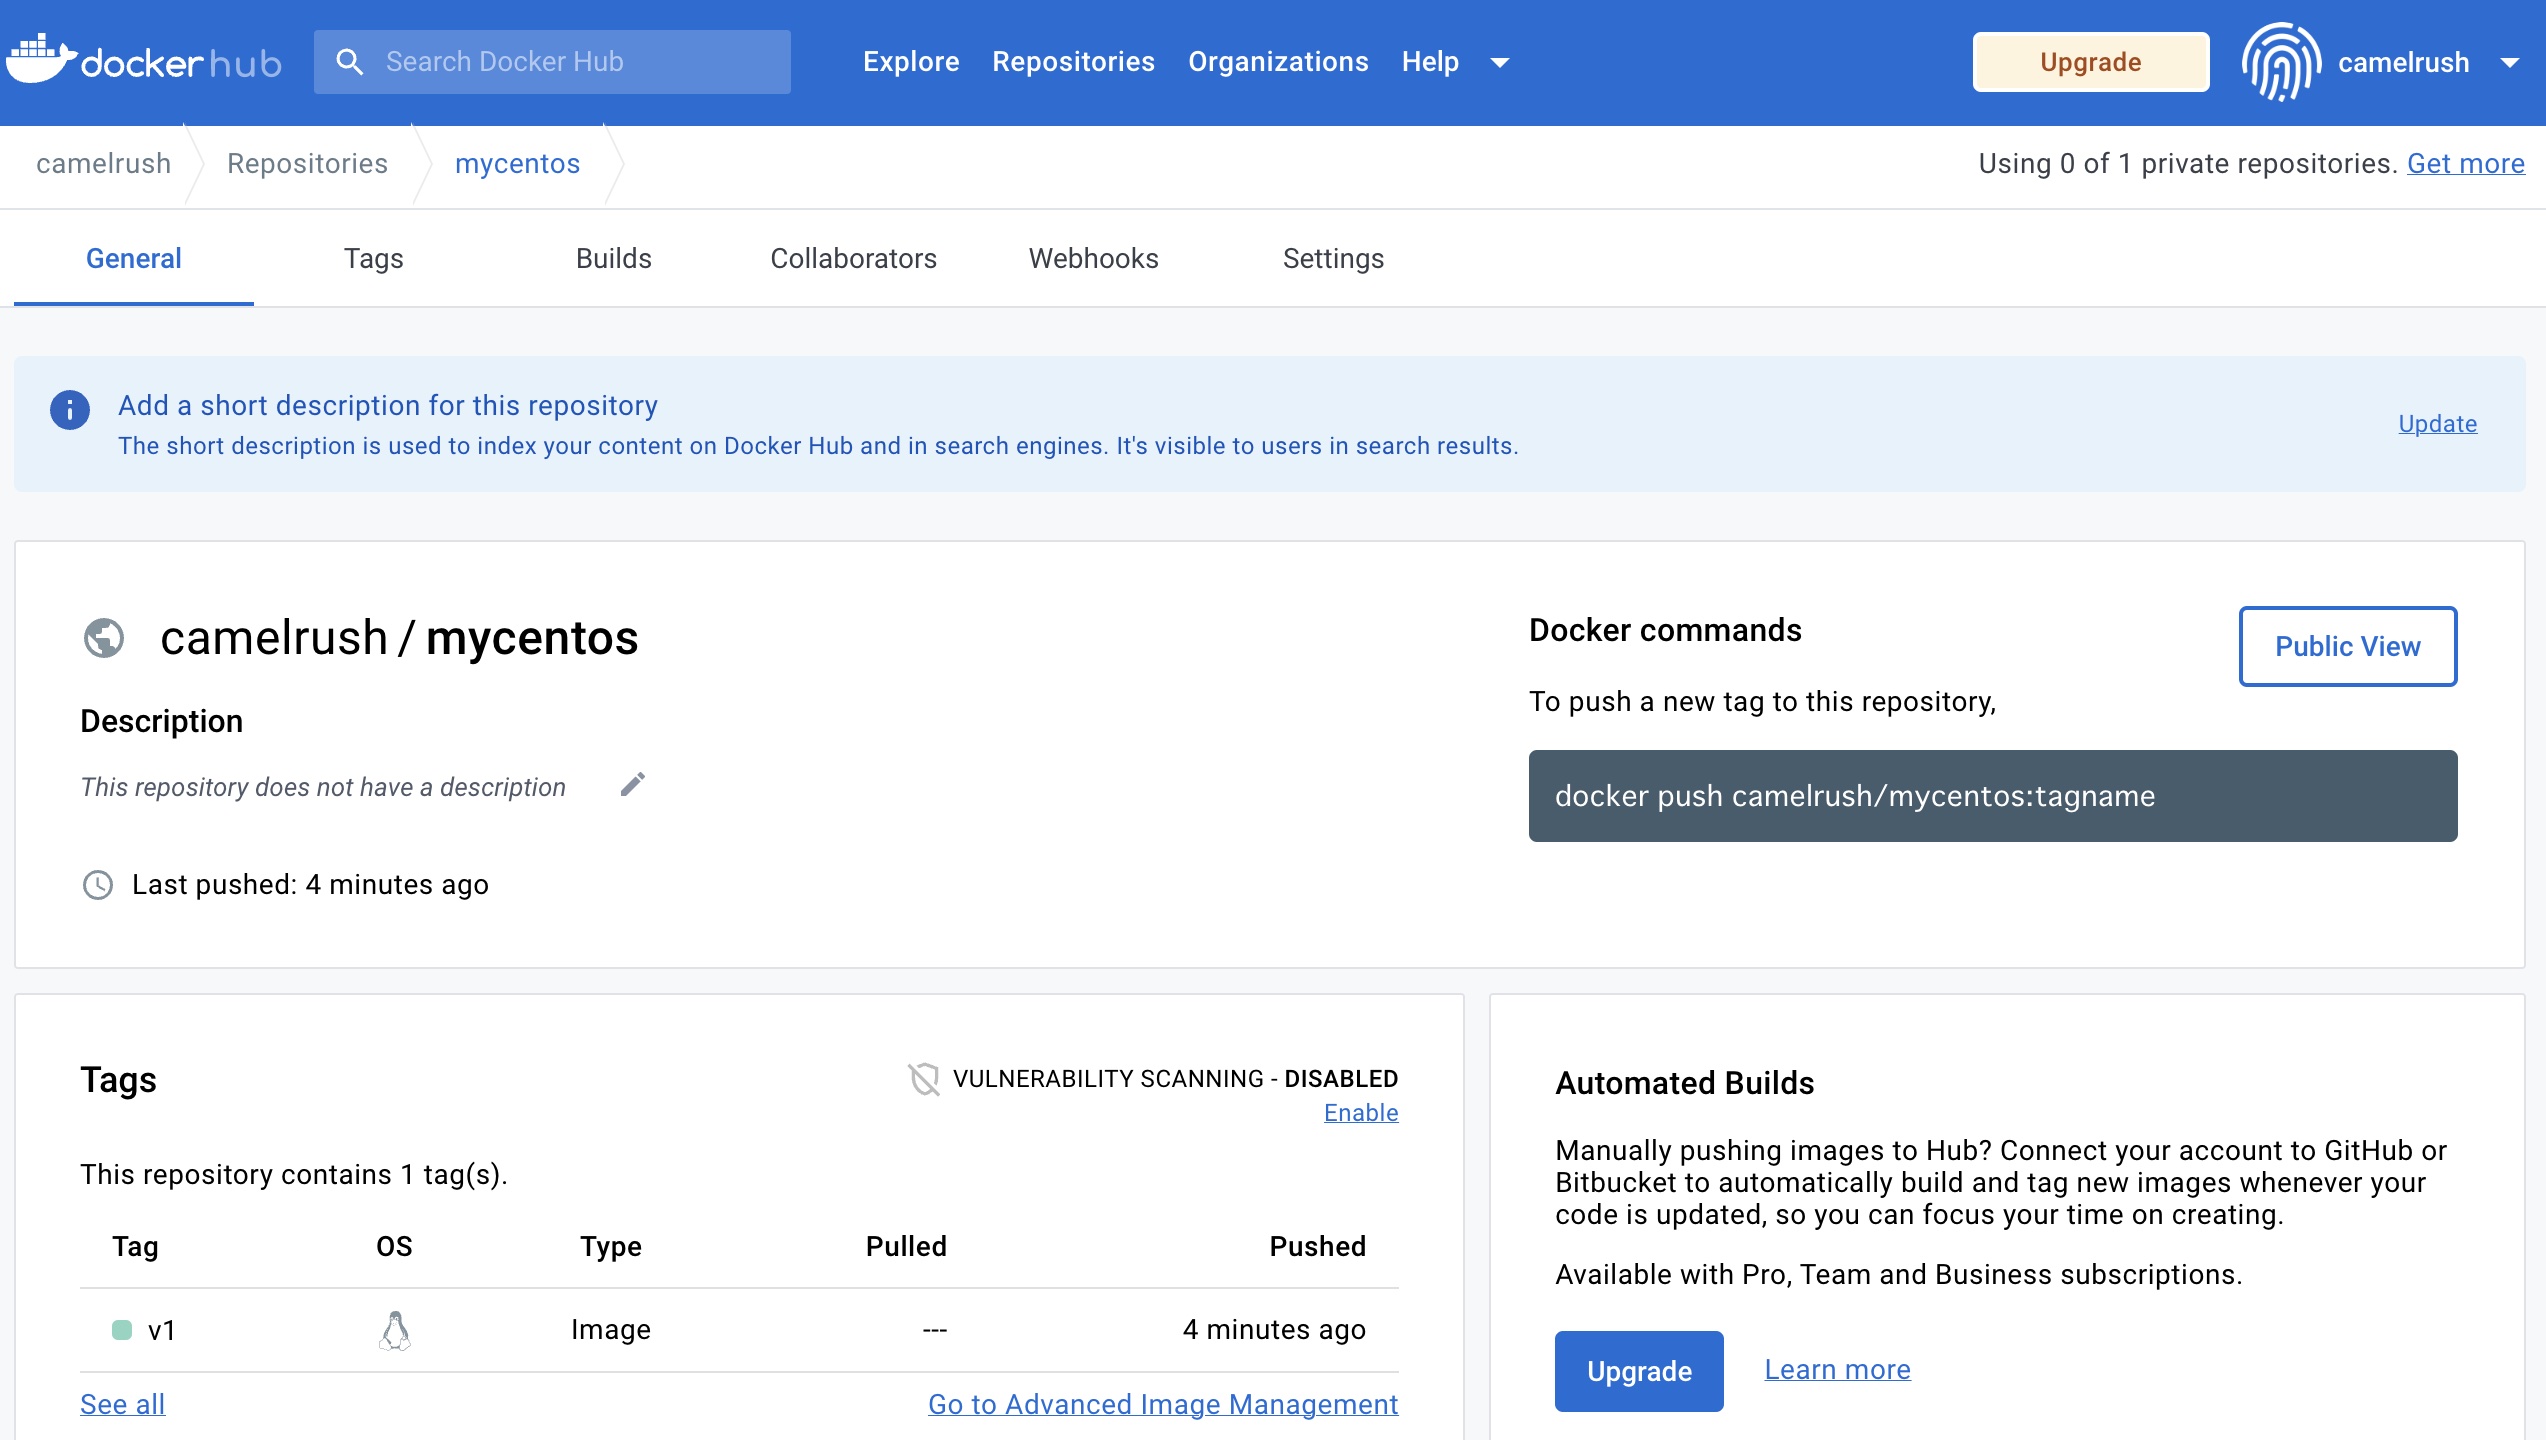 docker hub
Search Docker Hub
Explore Repositories Organizations Help
Upgrade
camelrush
camelrush Repositories mycentos
Using 0 of 1 private repositories. Get more
General Tags Builds Collaborators Webhooks Settings
Add a short description for this repository
The short description is used to index your content on Docker Hub and in search engines. It's visible to users in search results.
Update
camelrush / mycentos
Description
This repository does not have a description
Last pushed: 4 minutes ago
Docker commands
Public View
To push a new tag to this repository,
docker push camelrush/mycentos:tagname
Tags
VULNERABILITY SCANNING - DISABLED
Enable
This repository contains 1 tag(s).
Tag OS Type Pulled Pushed
v1 Image --- 4 minutes ago
See all
Go to Advanced Image Management
Automated Builds
Manually pushing images to Hub? Connect your account to GitHub or
Bitbucket to automatically build and tag new images whenever your
code is updated, so you can focus your time on creating.
Available with Pro, Team and Business subscriptions.
Upgrade
Learn more